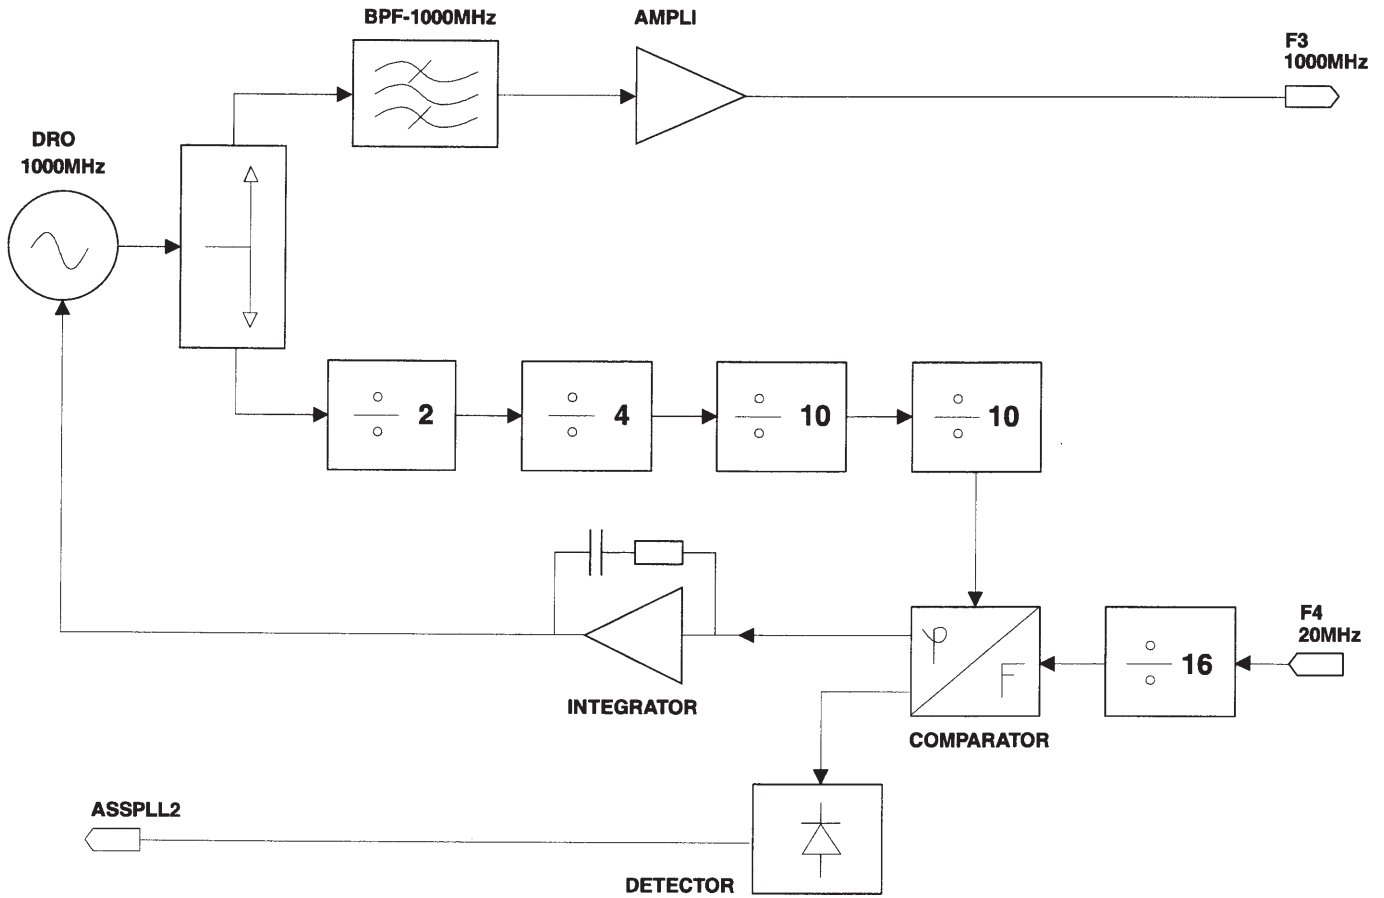 BPF-1000MHz
AMPLI
F3
1000MHz
DRO
1000MHz
2
4
10
10
φ
F
16
F4
20MHz
INTEGRATOR
COMPARATOR
ASSPLL2
DETECTOR